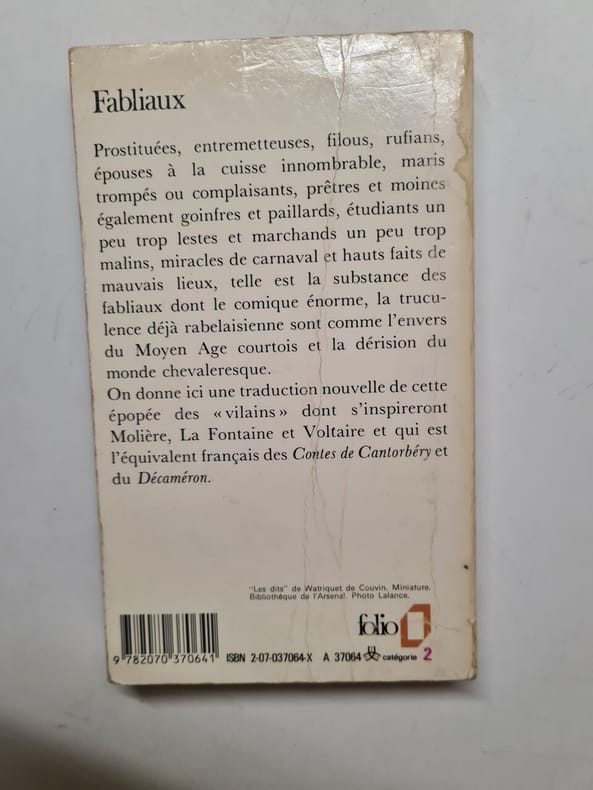 Fabliaux
Prostituées, entremetteuses, filous, rufians,
épouses à la cuisse innombrable, maris
trompés ou complaisants, prêtres et moines
également goinfres et paillards, étudiants un
peu trop lestes et marchands un peu trop
malins, miracles de carnaval et hauts faits de
mauvais lieux, telle est la substance des
fabliaux dont le comique énorme, la trucu-
lence déjà rabelaisienne sont comme l'envers
du Moyen Age courtois et la dérision du
monde chevaleresque.
On donne ici une traduction nouvelle de cette
épopée des « vilains » dont s'inspireront
Molière, La Fontaine et Voltaire et qui est
l'équivalent français des Contes de Cantorbéry et
du Décaméron.
"Les dits" de Watriquet de Couvin. Miniature.
Bibliothèque de l'Arsenal. Photo Lalance.
folio
9 782070 370641 ISBN 2-07-037064-X A 37064 catégorie 2